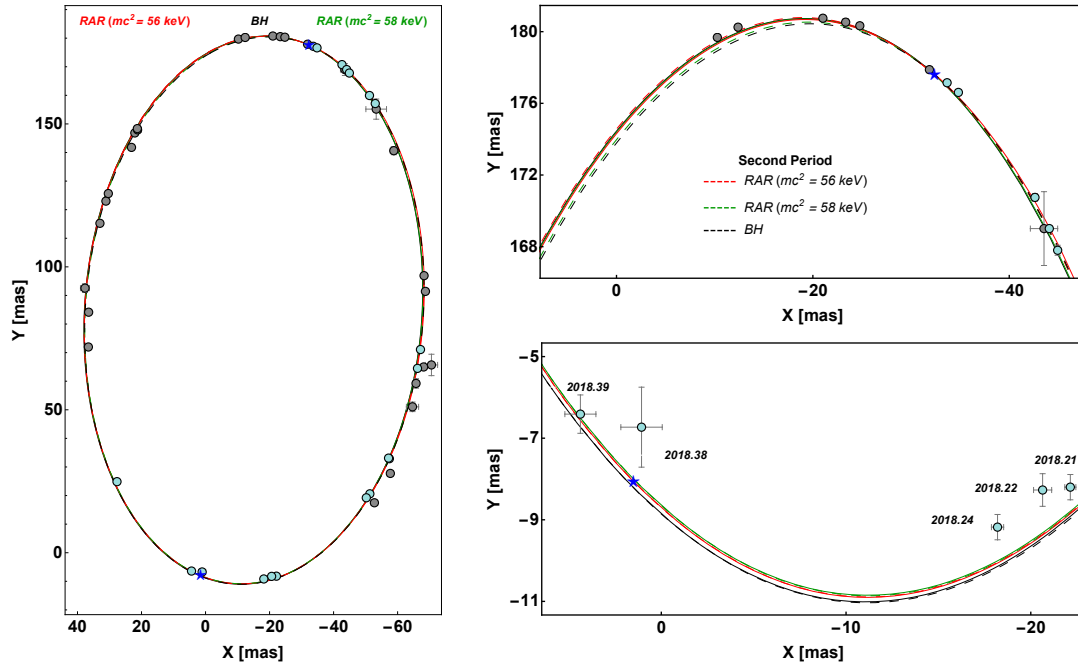 RAR (mc² = 56 keV) BH RAR (mc² = 58 keV)
150
100
50
0
Y [mas]
40 20 0 −20 −40 −60
X [mas]
180
176
172
168
Y [mas]
Second Period
RAR (mc² = 56 keV)
RAR (mc² = 58 keV)
BH
0 −20 −40
X [mas]
−5
−7
−9
−11
Y [mas]
2018.39
2018.38
2018.21
2018.22
2018.24
0 −10 −20
X [mas]